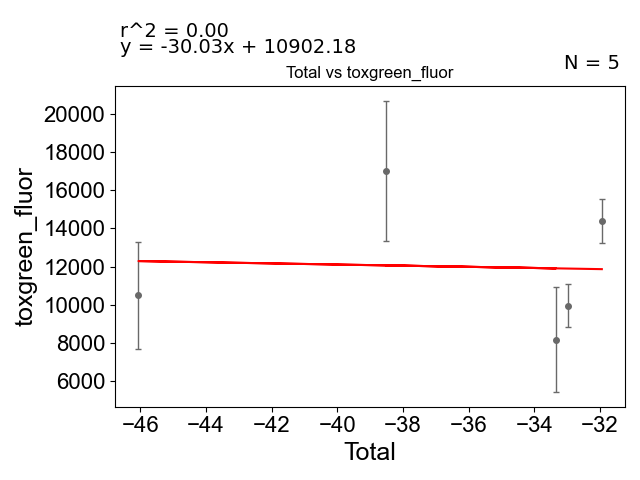 r^2 = 0.00
y = -30.03x + 10902.18
N = 5
Total vs toxgreen_fluor
20000
18000
16000
14000
12000
10000
8000
6000
toxgreen_fluor
−46
−44
−42
−40
−38
−36
−34
−32
Total